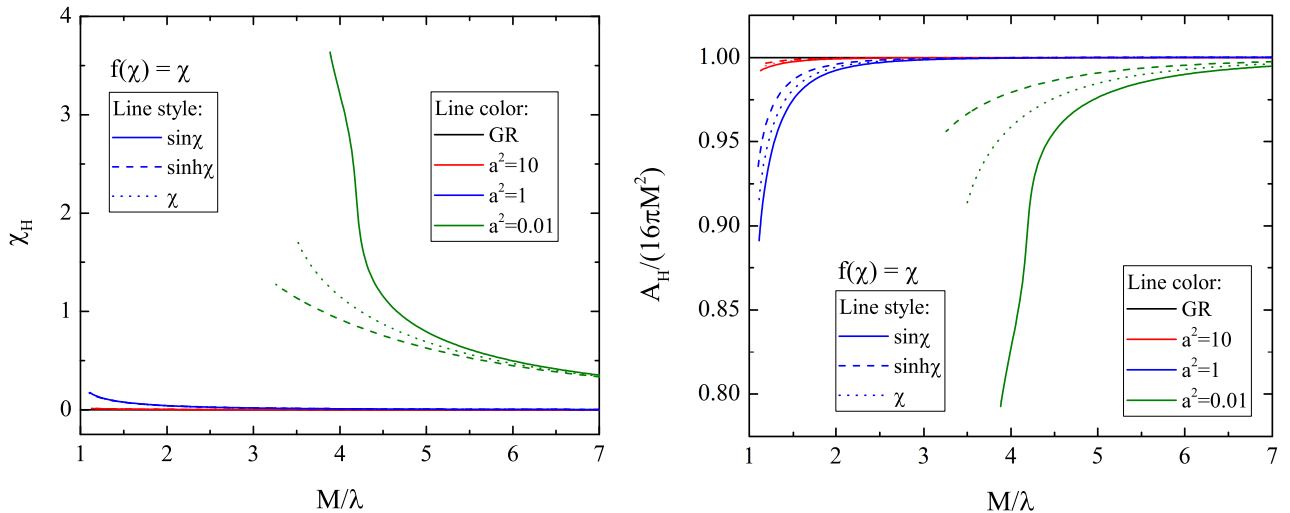 f(χ) = χ
Line style:
sinχ
sinhχ
χ
Line color:
GR
a²=10
a²=1
a²=0.01
4
3
2
1
0
χ_H
1 2 3 4 5 6 7
M/λ
1.00
0.95
0.90
0.85
0.80
A_H/(16πM²)
f(χ) = χ
Line style:
sinχ
sinhχ
χ
Line color:
GR
a²=10
a²=1
a²=0.01
1 2 3 4 5 6 7
M/λ